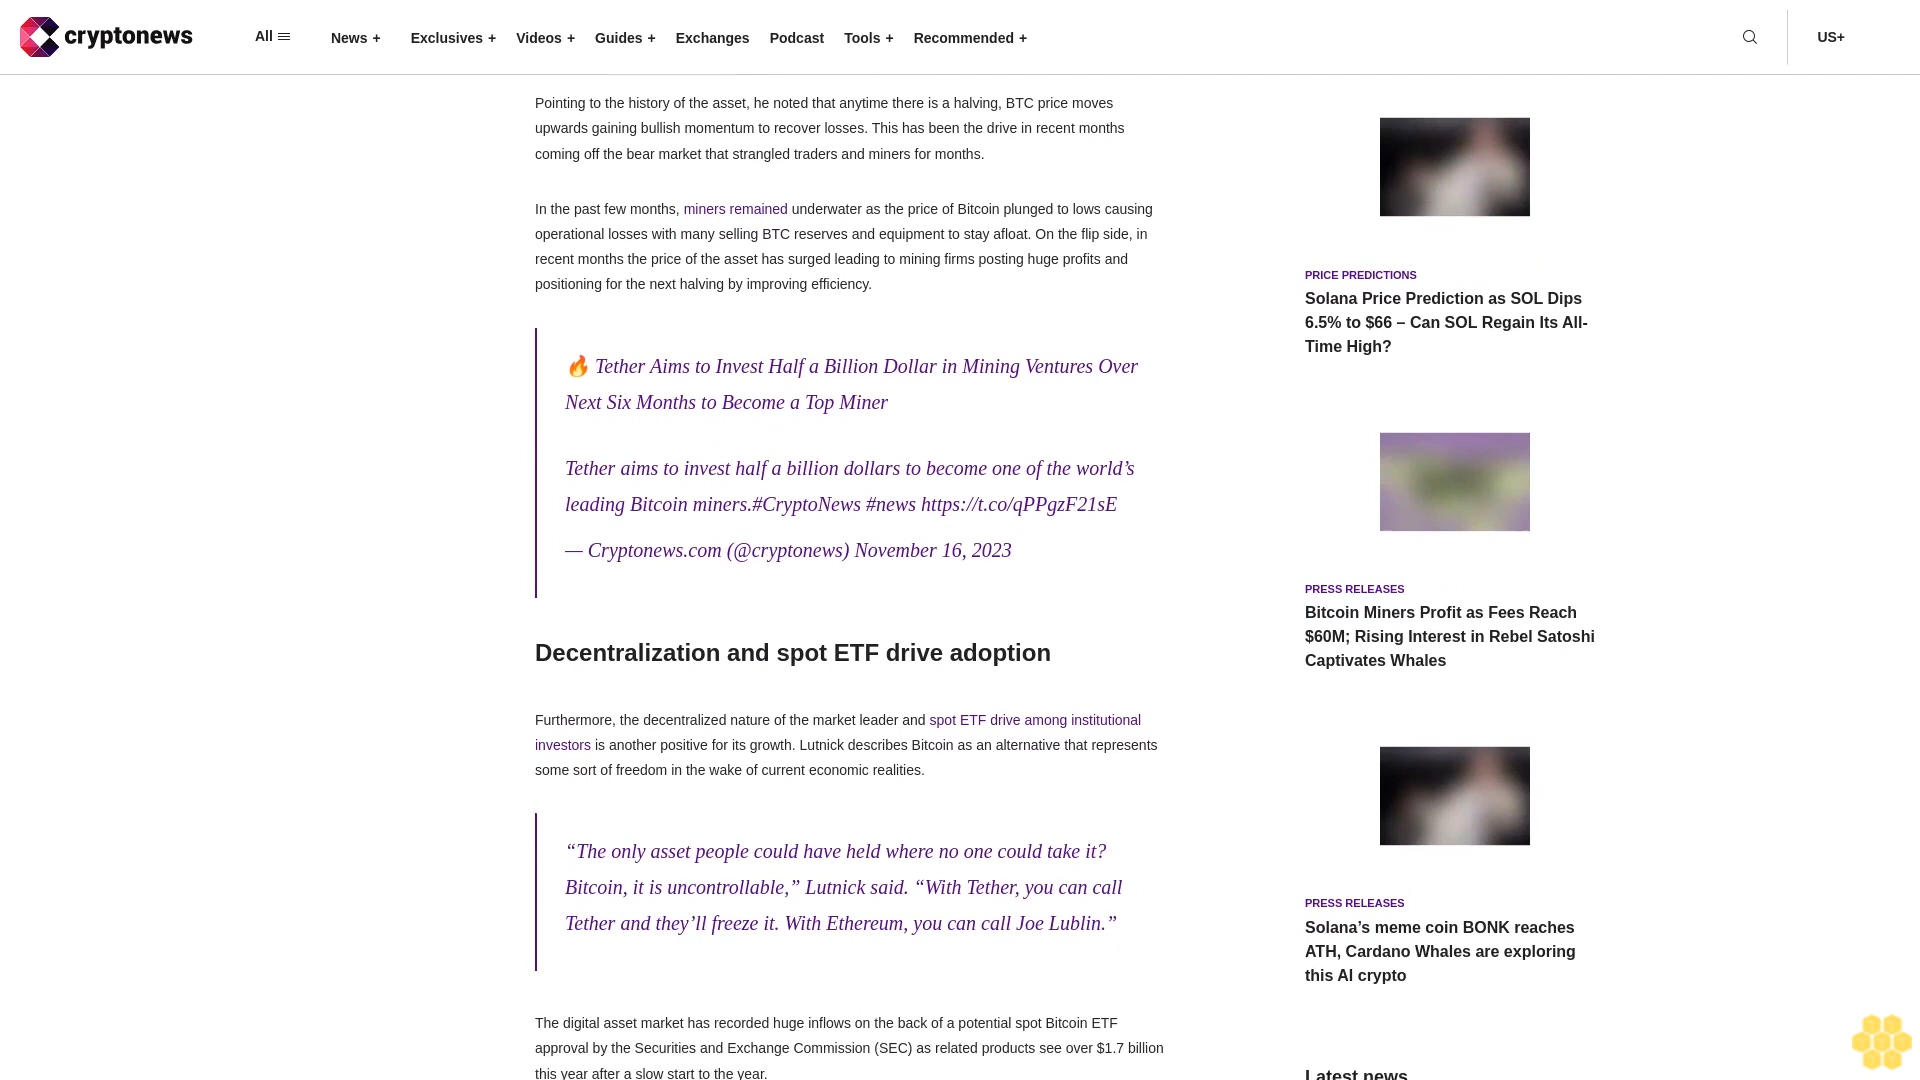 cryptonews
All
News +
Exclusives +
Videos +
Guides +
Exchanges
Podcast
Tools +
Recommended +
US+
Pointing to the history of the asset, he noted that anytime there is a halving, BTC price moves
upwards gaining bullish momentum to recover losses. This has been the drive in recent months
coming off the bear market that strangled traders and miners for months.
In the past few months, miners remained underwater as the price of Bitcoin plunged to lows causing
operational losses with many selling BTC reserves and equipment to stay afloat. On the flip side, in
recent months the price of the asset has surged leading to mining firms posting huge profits and
positioning for the next halving by improving efficiency.
🔥 Tether Aims to Invest Half a Billion Dollar in Mining Ventures Over
Next Six Months to Become a Top Miner
Tether aims to invest half a billion dollars to become one of the world’s
leading Bitcoin miners.#CryptoNews #news https://t.co/qPPgzF21sE
— Cryptonews.com (@cryptonews) November 16, 2023
Decentralization and spot ETF drive adoption
Furthermore, the decentralized nature of the market leader and spot ETF drive among institutional
investors is another positive for its growth. Lutnick describes Bitcoin as an alternative that represents
some sort of freedom in the wake of current economic realities.
“The only asset people could have held where no one could take it?
Bitcoin, it is uncontrollable,” Lutnick said. “With Tether, you can call
Tether and they’ll freeze it. With Ethereum, you can call Joe Lublin.”
The digital asset market has recorded huge inflows on the back of a potential spot Bitcoin ETF
approval by the Securities and Exchange Commission (SEC) as related products see over $1.7 billion
this year after a slow start to the year.
PRICE PREDICTIONS
Solana Price Prediction as SOL Dips
6.5% to $66 – Can SOL Regain Its All-
Time High?
PRESS RELEASES
Bitcoin Miners Profit as Fees Reach
$60M; Rising Interest in Rebel Satoshi
Captivates Whales
PRESS RELEASES
Solana’s meme coin BONK reaches
ATH, Cardano Whales are exploring
this AI crypto
Latest news